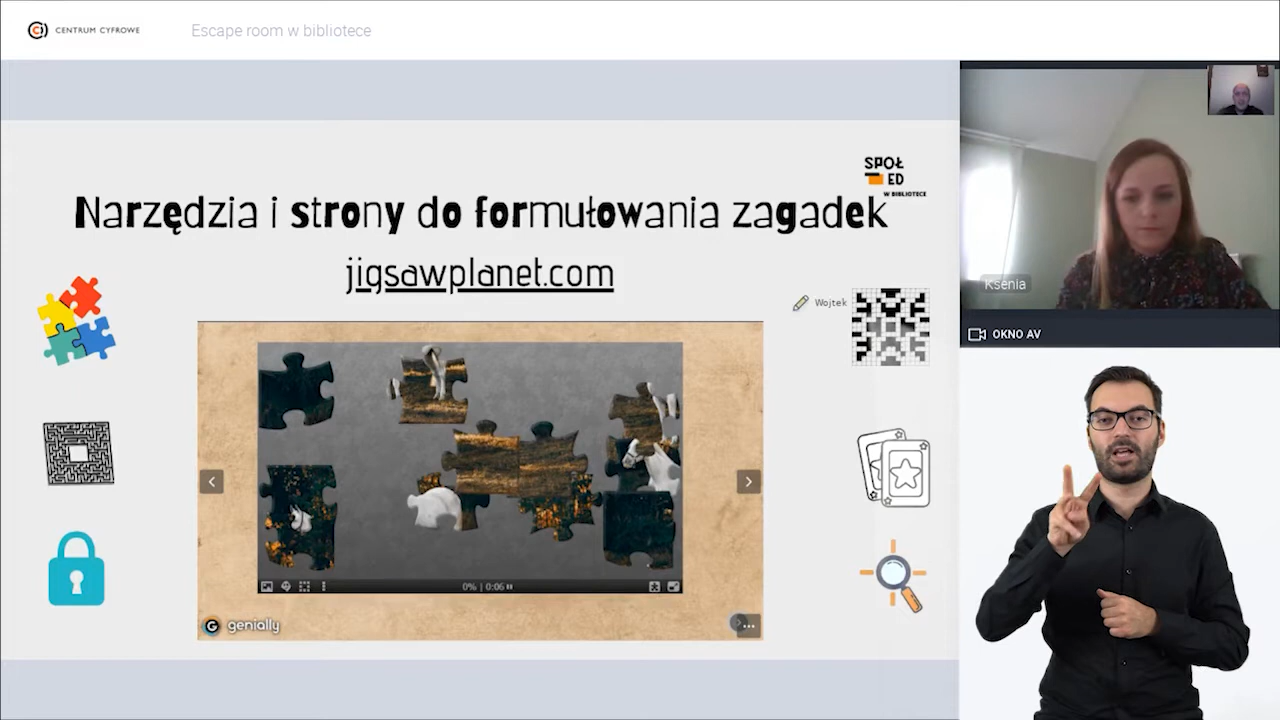 CENTRUM CYFROWE
Escape room w bibliotece
SPOŁ
ED
W BIBLIOTECE
Narzędzia i strony do formułowania zagadek
jigsawplanet.com
Wojtek
Ksenia
OKNO AV
0% | 0:06
genially